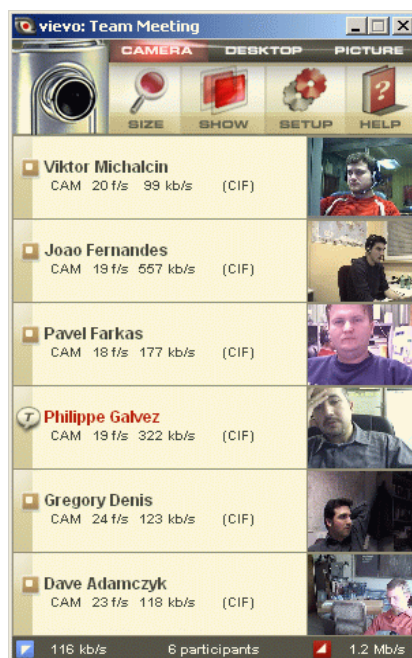 vievo: Team Meeting
CAMERA DESKTOP PICTURE
SIZE SHOW SETUP HELP
Viktor Michalcin
CAM 20 f/s 99 kb/s (CIF)
Joao Fernandes
CAM 19 f/s 557 kb/s (CIF)
Pavel Farkas
CAM 18 f/s 177 kb/s (CIF)
T Philippe Galvez
CAM 19 f/s 322 kb/s (CIF)
Gregory Denis
CAM 24 f/s 123 kb/s (CIF)
Dave Adamczyk
CAM 23 f/s 118 kb/s (CIF)
116 kb/s 6 participants 1.2 Mb/s